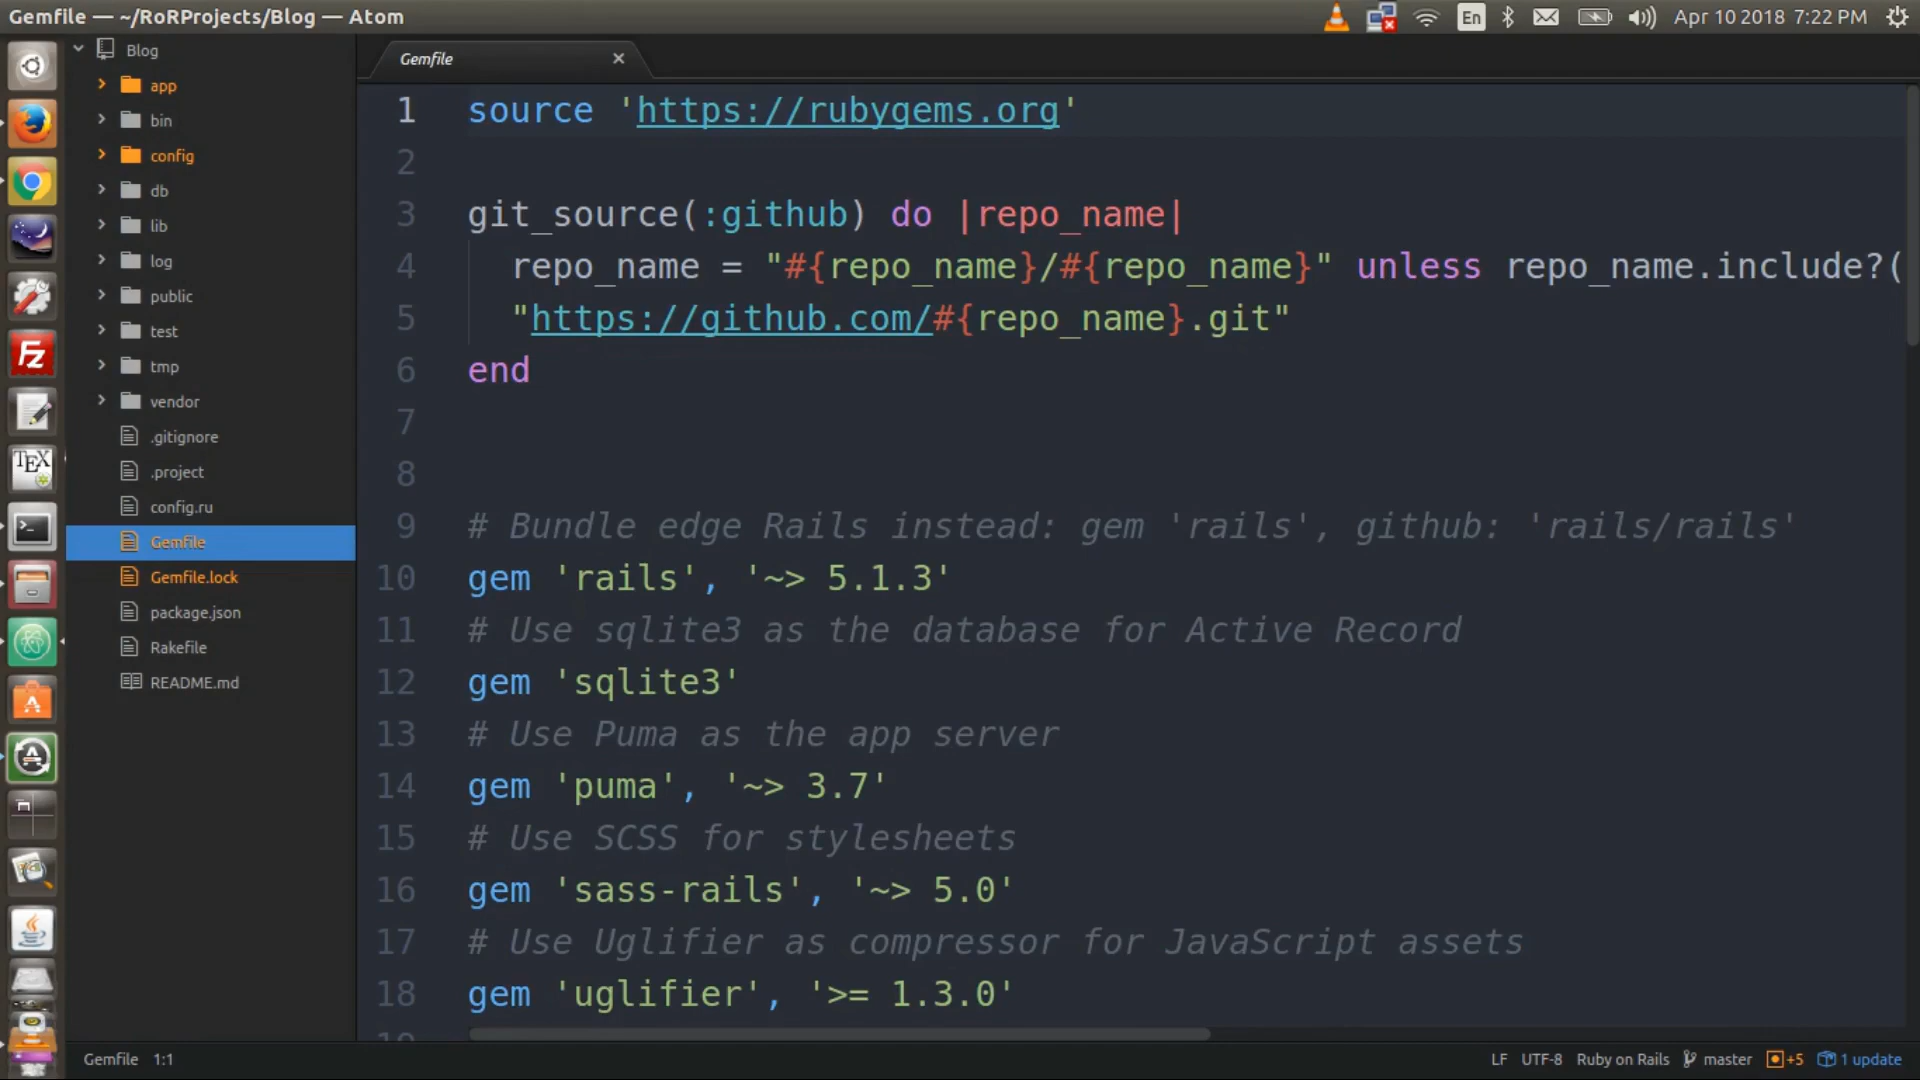 Gemfile — ~/RoRProjects/Blog — Atom
En
Apr 10 2018 7:22 PM
Blog
app
bin
config
db
lib
log
public
test
tmp
vendor
.gitignore
.project
config.ru
Gemfile
Gemfile.lock
package.json
Rakefile
README.md
FZ
TEX
Gemfile
1 source 'https://rubygems.org'
2
3 git_source(:github) do |repo_name|
4 repo_name = "#{repo_name}/#{repo_name}" unless repo_name.include?(
5 "https://github.com/#{repo_name}.git"
6 end
7
8
9 # Bundle edge Rails instead: gem 'rails', github: 'rails/rails'
10 gem 'rails', '~> 5.1.3'
11 # Use sqlite3 as the database for Active Record
12 gem 'sqlite3'
13 # Use Puma as the app server
14 gem 'puma', '~> 3.7'
15 # Use SCSS for stylesheets
16 gem 'sass-rails', '~> 5.0'
17 # Use Uglifier as compressor for JavaScript assets
18 gem 'uglifier', '>= 1.3.0'
Gemfile 1:1
LF UTF-8 Ruby on Rails master +5 1 update